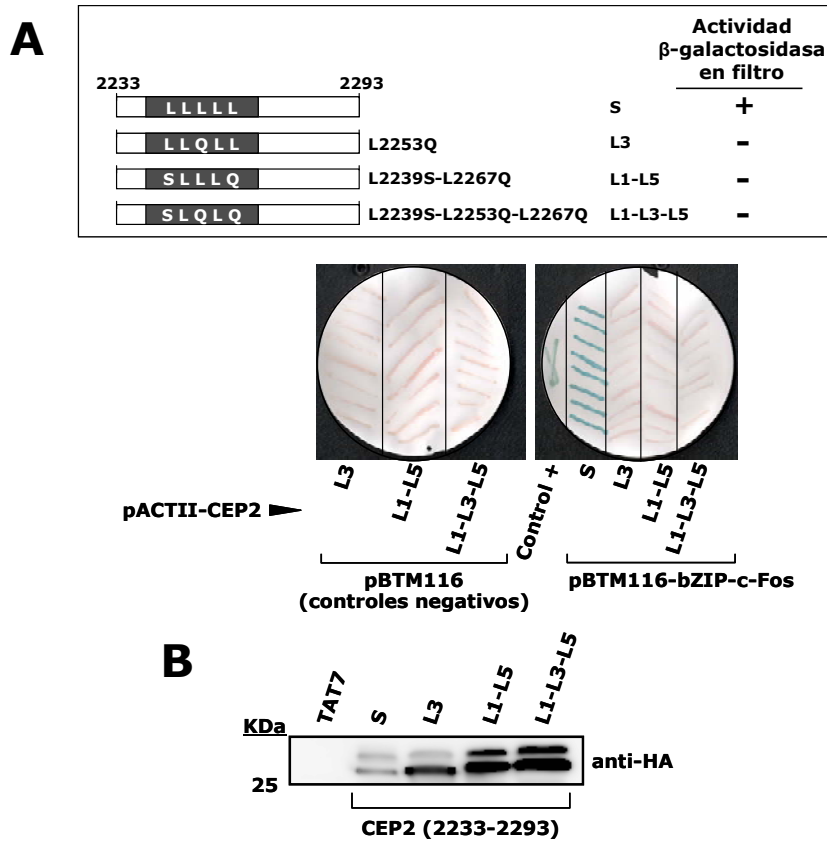 A
Actividad
β-galactosidasa
en filtro
2233 2293
L L L L L S +
L L Q L L L2253Q L3 -
S L L L Q L2239S-L2267Q L1-L5 -
S L Q L Q L2239S-L2253Q-L2267Q L1-L3-L5 -
pACTII-CEP2
L3 L1-L5 L1-L3-L5 Control + S L3 L1-L5 L1-L3-L5
pBTM116 pBTM116-bZIP-c-Fos
(controles negativos)
B
TAT7 S L3 L1-L5 L1-L3-L5
KDa
anti-HA
25
CEP2 (2233-2293)